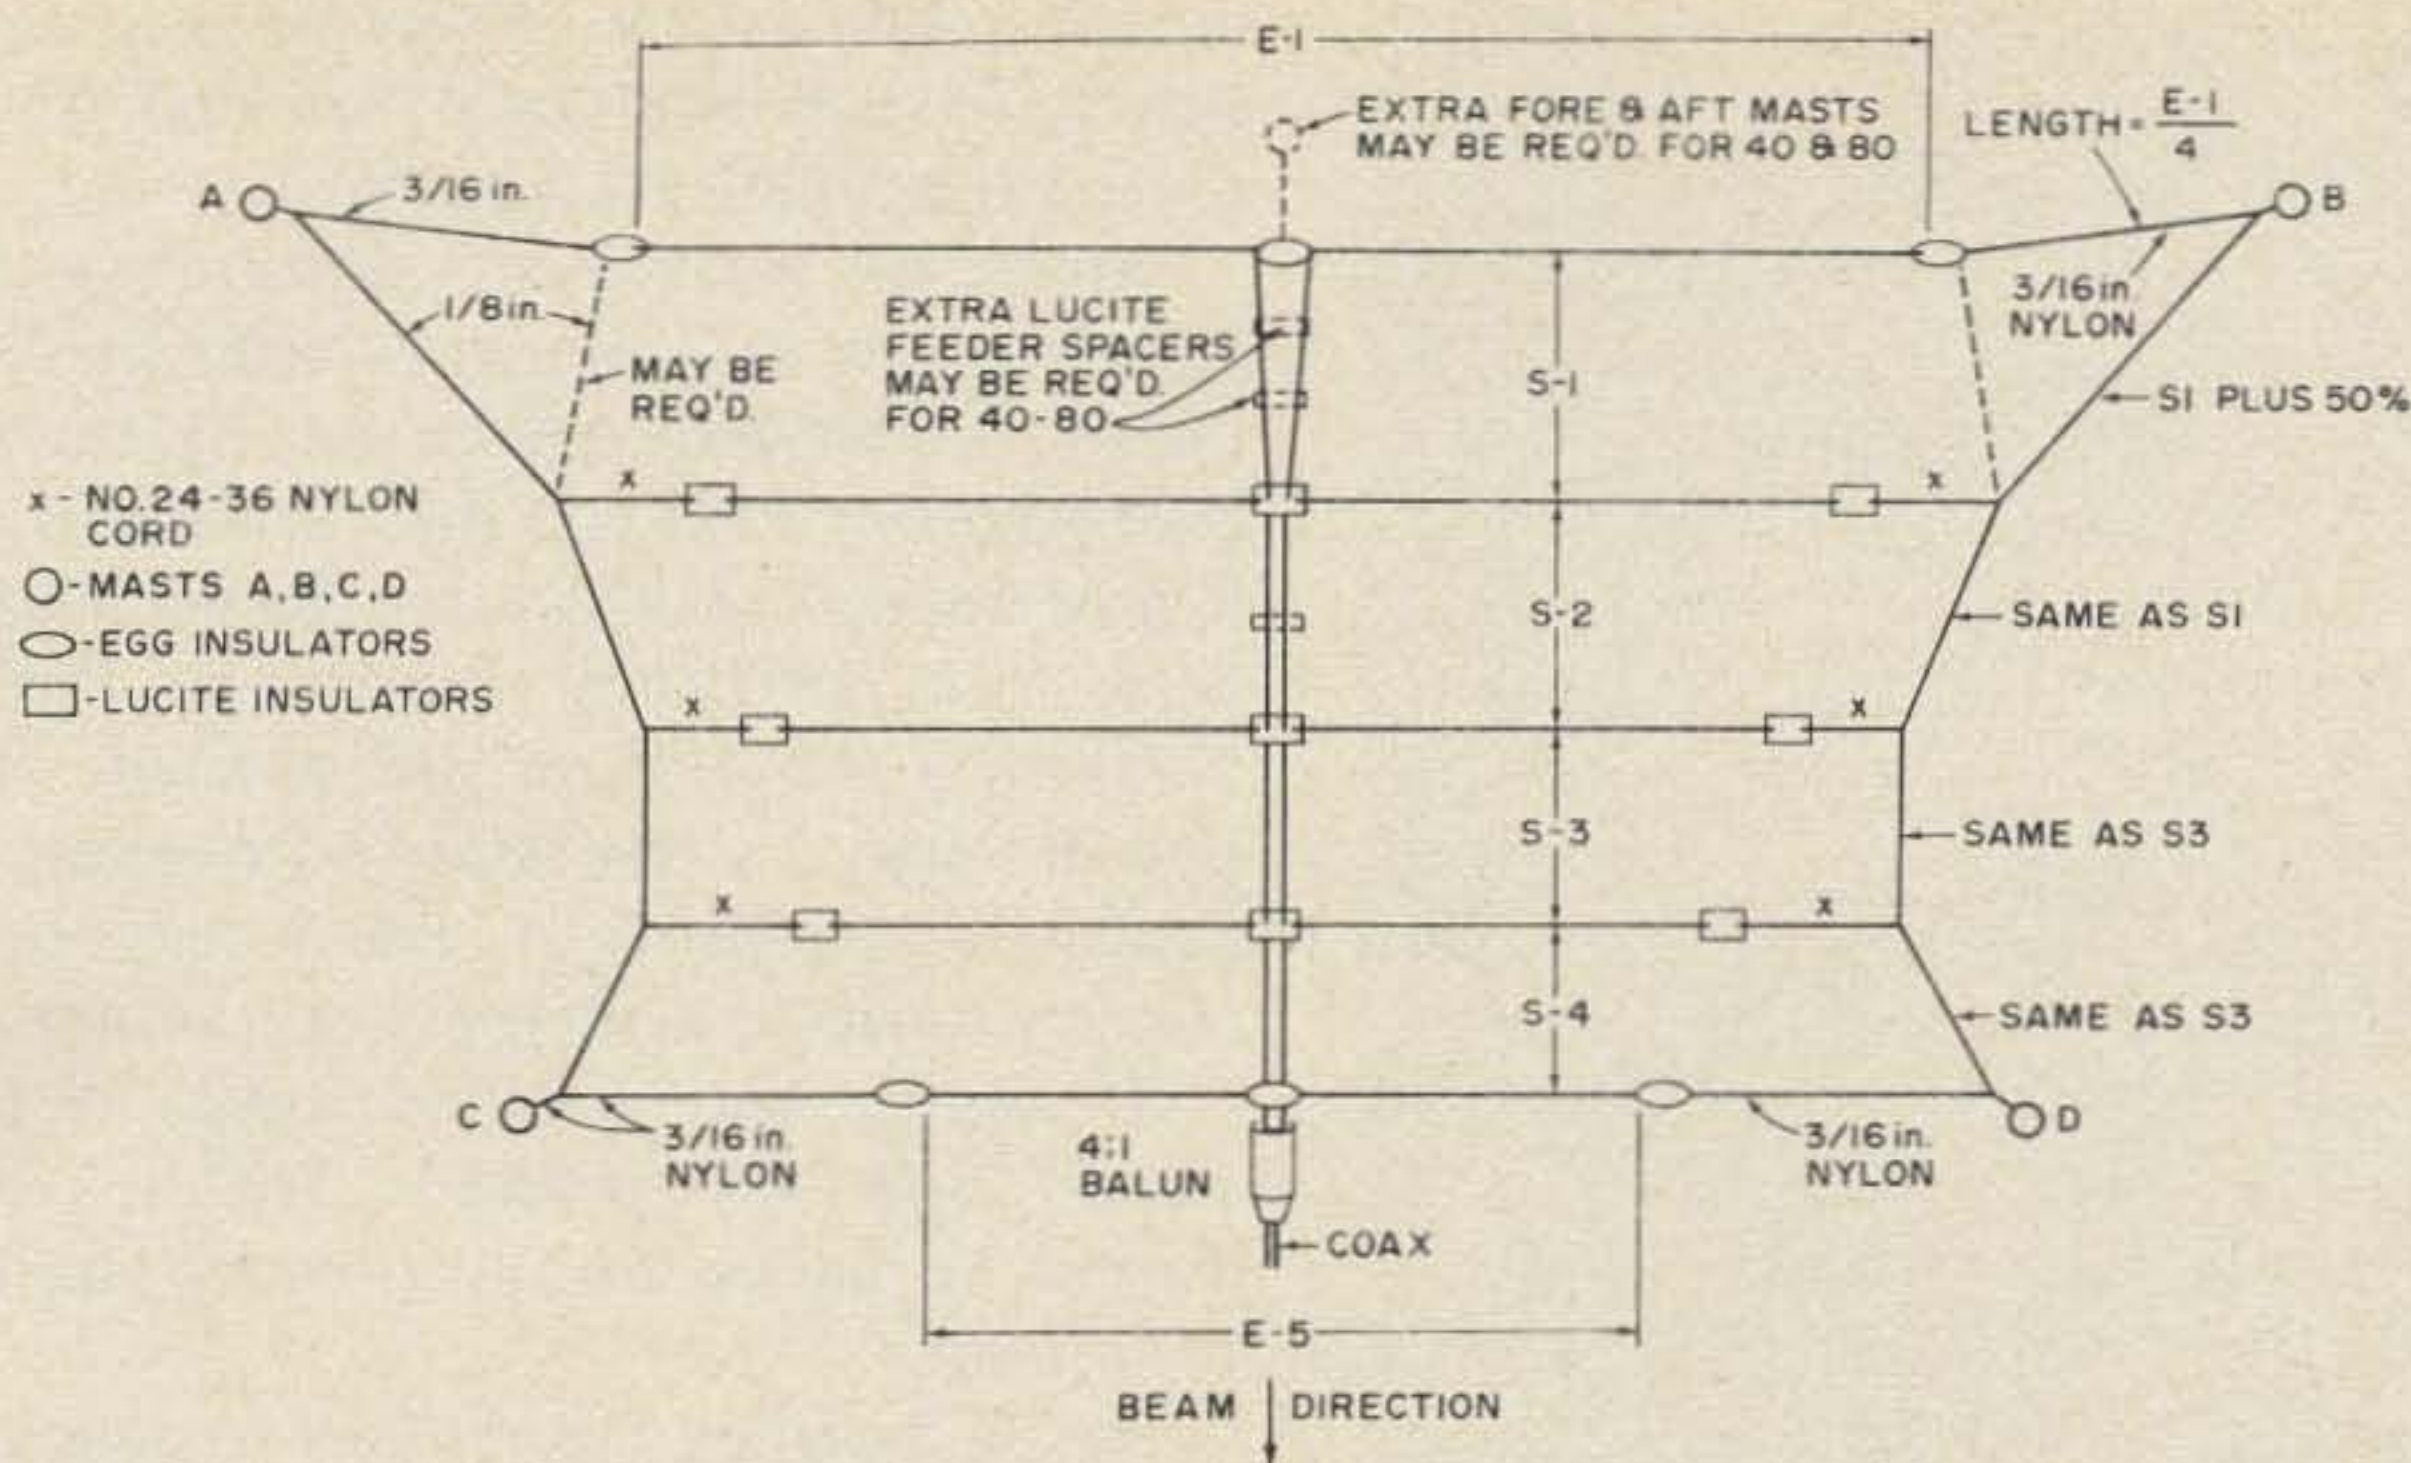 E-1
EXTRA FORE & AFT MASTS
MAY BE REQ'D. FOR 40 & 80
LENGTH = E-1
4
A
3/16 in.
B
1/8 in.
3/16 in.
NYLON
EXTRA LUCITE
FEEDER SPACERS
MAY BE REQ'D.
FOR 40-80
MAY BE
REQ'D.
S-1
S1 PLUS 50%
x
x
x - NO. 24-36 NYLON
CORD
O-MASTS A,B,C,D
-EGG INSULATORS
-LUCITE INSULATORS
S-2
SAME AS S1
x
x
S-3
SAME AS S3
x
x
S-4
SAME AS S3
C
3/16 in.
NYLON
4:1
BALUN
3/16 in.
NYLON
D
COAX
E-5
BEAM DIRECTION